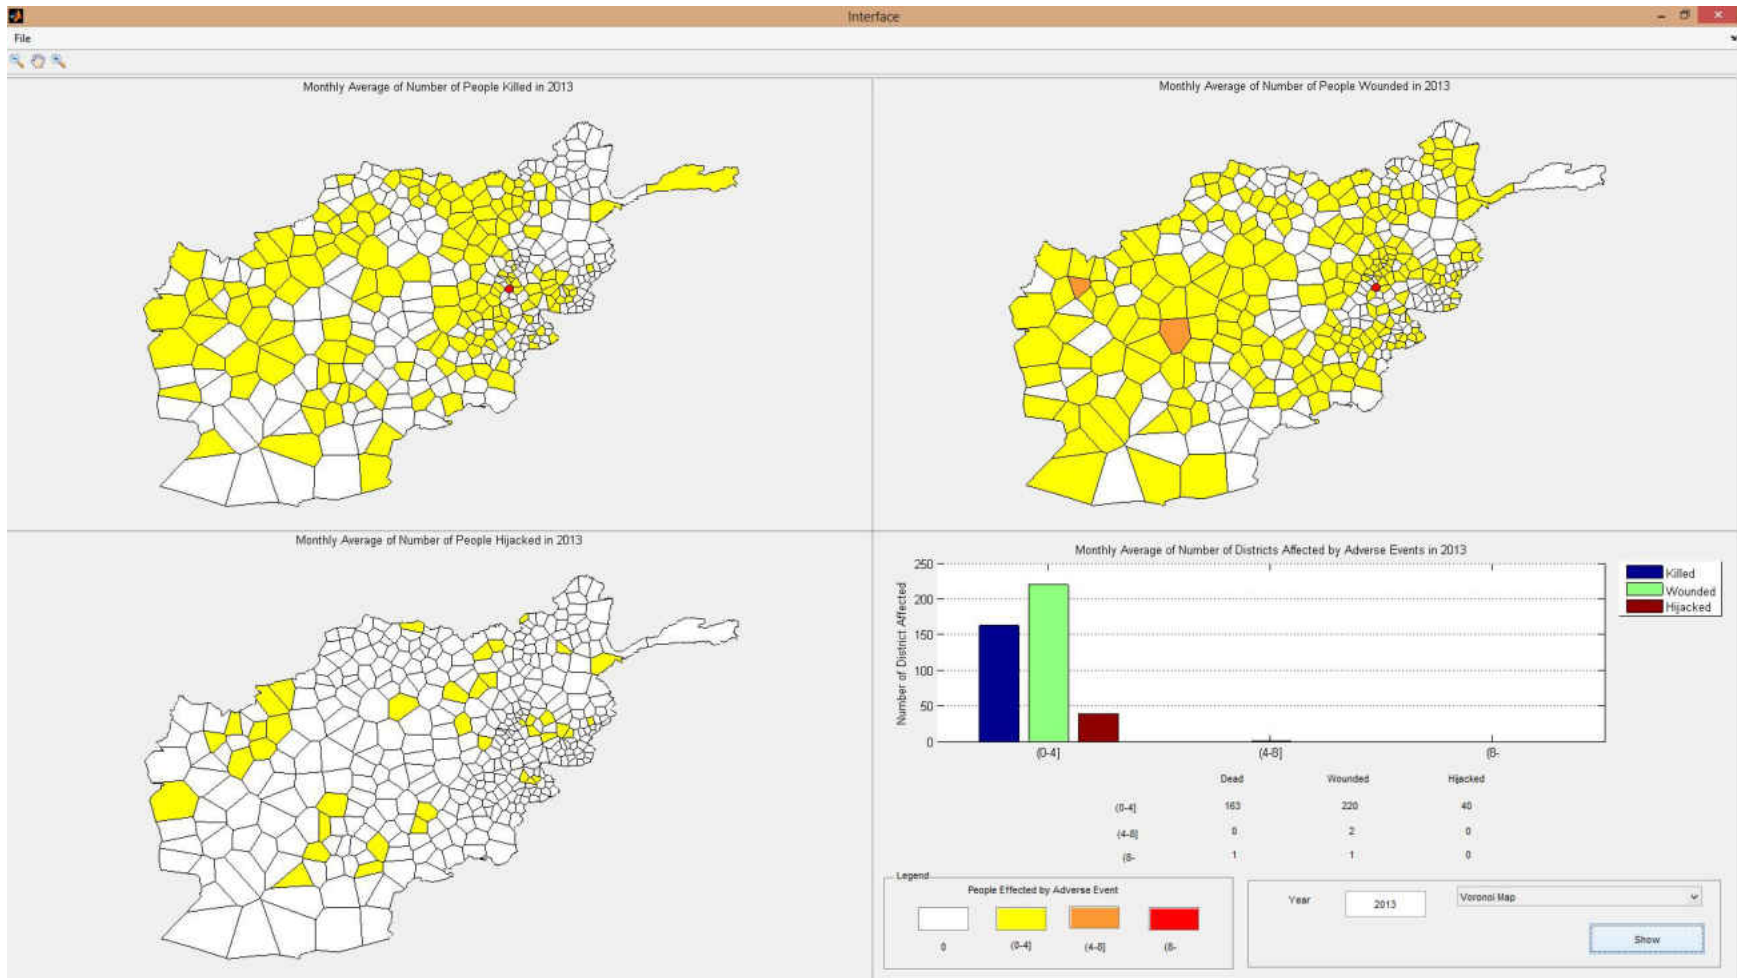 Interface
File
Monthly Average of Number of People Killed in 2013
Monthly Average of Number of People Wounded in 2013
Monthly Average of Number of People Hijacked in 2013
Monthly Average of Number of Districts Affected by Adverse Events in 2013
Number of District Affected
250
200
150
100
50
0
(0-4]
(4-8]
(8-
Killed
Wounded
Hijacked
Dead Wounded Hijacked
(0-4] 163 220 40
(4-8] 0 2 0
(8- 1 1 0
Legend
People Effected by Adverse Event
0 (0-4] (4-8] (8-
Year 2013 Voronoi Map
Show